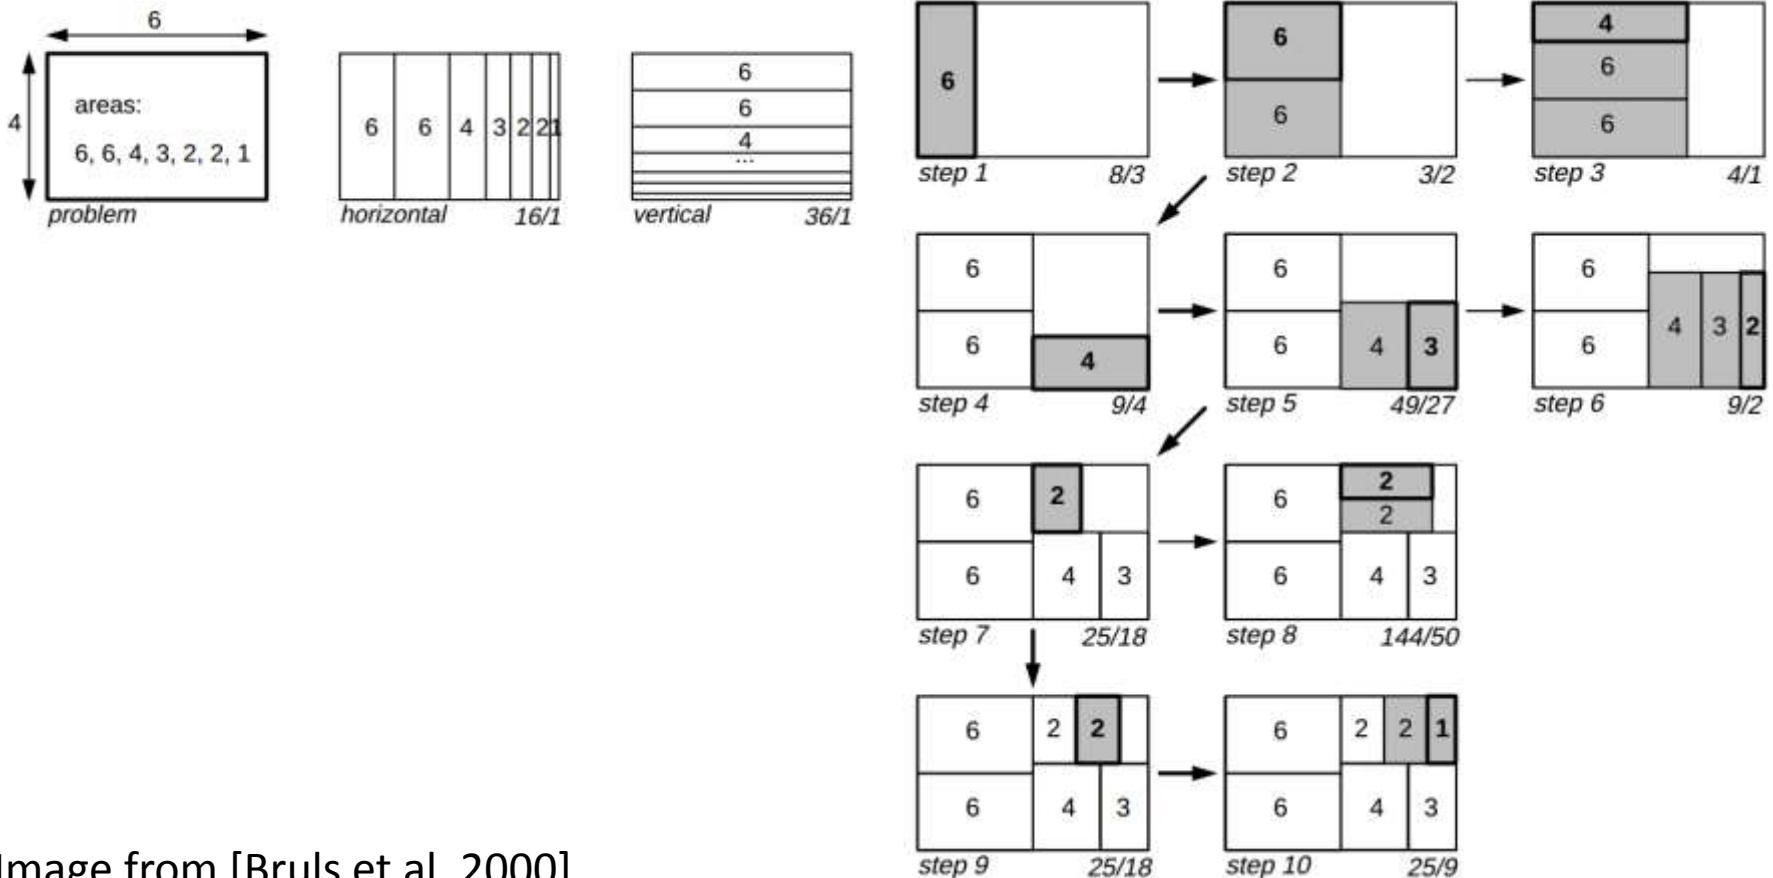 6
4
areas:
6, 6, 4, 3, 2, 2, 1
problem
6 6 4 3 2 2 1
horizontal 16/1
6
6
4
...
vertical 36/1
6
step 1 8/3
6
6
step 2 3/2
4
6
6
step 3 4/1
6
6 4
step 4 9/4
6
6 4 3
step 5 49/27
6
6 4 3 2
step 6 9/2
6 2
6 4 3
step 7 25/18
6 2
2
6 4 3
step 8 144/50
6 2 2
6 4 3
step 9 25/18
6 2 2 1
6 4 3
step 10 25/9
Image from [Bruls et al. 2000]